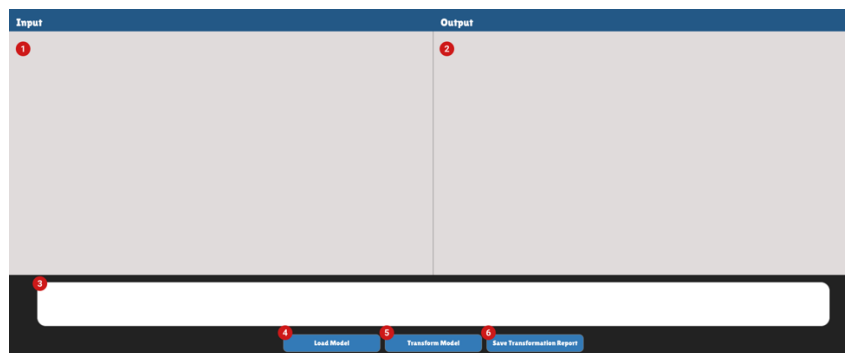 Input Output
1 2
3
4 5 6
Load Model Transform Model Save Transformation Report